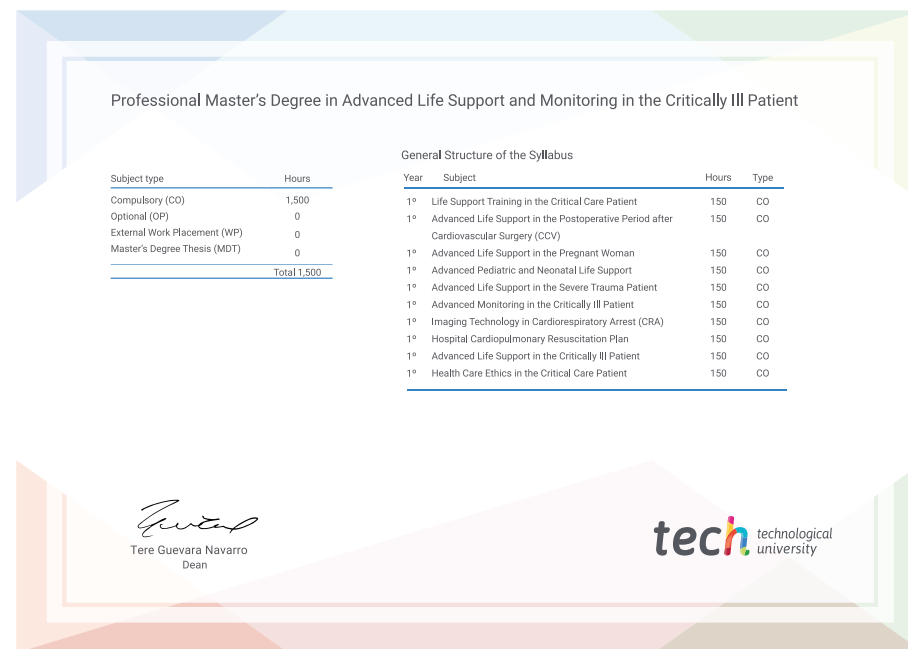 Professional Master's Degree in Advanced Life Support and Monitoring in the Critically Ill Patient
Subject type Hours
Compulsory (CO) 1,500
Optional (OP) 0
External Work Placement (WP) 0
Master's Degree Thesis (MDT) 0
Total 1,500
General Structure of the Syllabus
Year Subject Hours Type
1º Life Support Training in the Critical Care Patient 150 CO
1º Advanced Life Support in the Postoperative Period after 150 CO
Cardiovascular Surgery (CCV)
1º Advanced Life Support in the Pregnant Woman 150 CO
1º Advanced Pediatric and Neonatal Life Support 150 CO
1º Advanced Life Support in the Severe Trauma Patient 150 CO
1º Advanced Monitoring in the Critically Ill Patient 150 CO
1º Imaging Technology in Cardiorespiratory Arrest (CRA) 150 CO
1º Hospital Cardiopulmonary Resuscitation Plan 150 CO
1º Advanced Life Support in the Critically Ill Patient 150 CO
1º Health Care Ethics in the Critical Care Patient 150 CO
Tere Guevara Navarro
Dean
tech technological
university